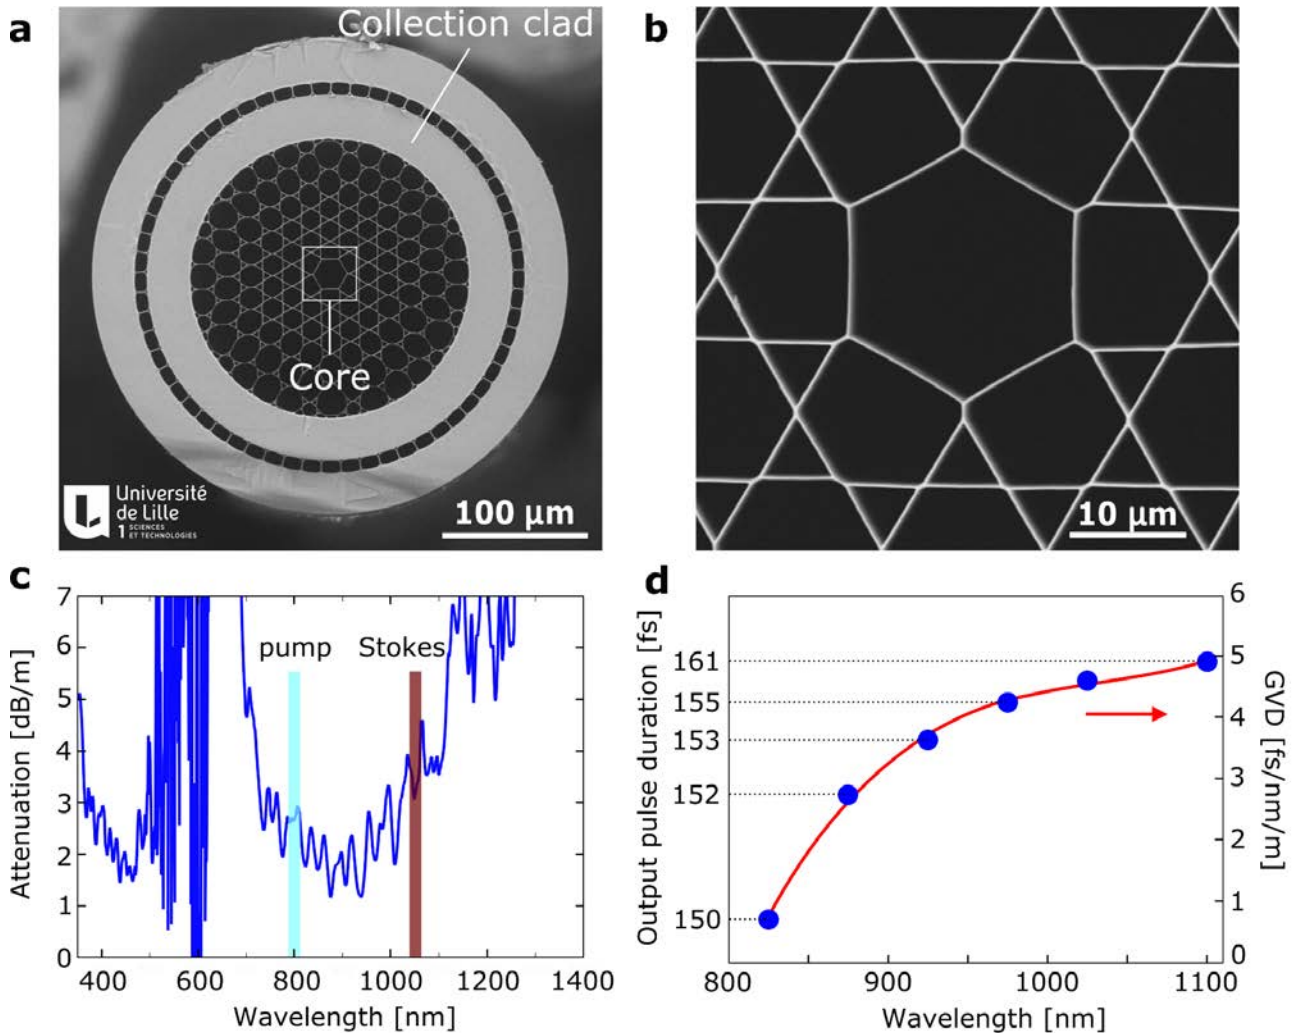 a
Collection clad
Core
Université
de Lille
1 SCIENCES
ET TECHNOLOGIES
100 µm
b
10 µm
c
7
6
5
4
3
2
1
0
Attenuation [dB/m]
pump
Stokes
400 600 800 1000 1200 1400
Wavelength [nm]
d
Output pulse duration [fs]
161
155
153
152
150
6
5
4
3
2
1
0
GVD [fs/nm/m]
800 900 1000 1100
Wavelength [nm]